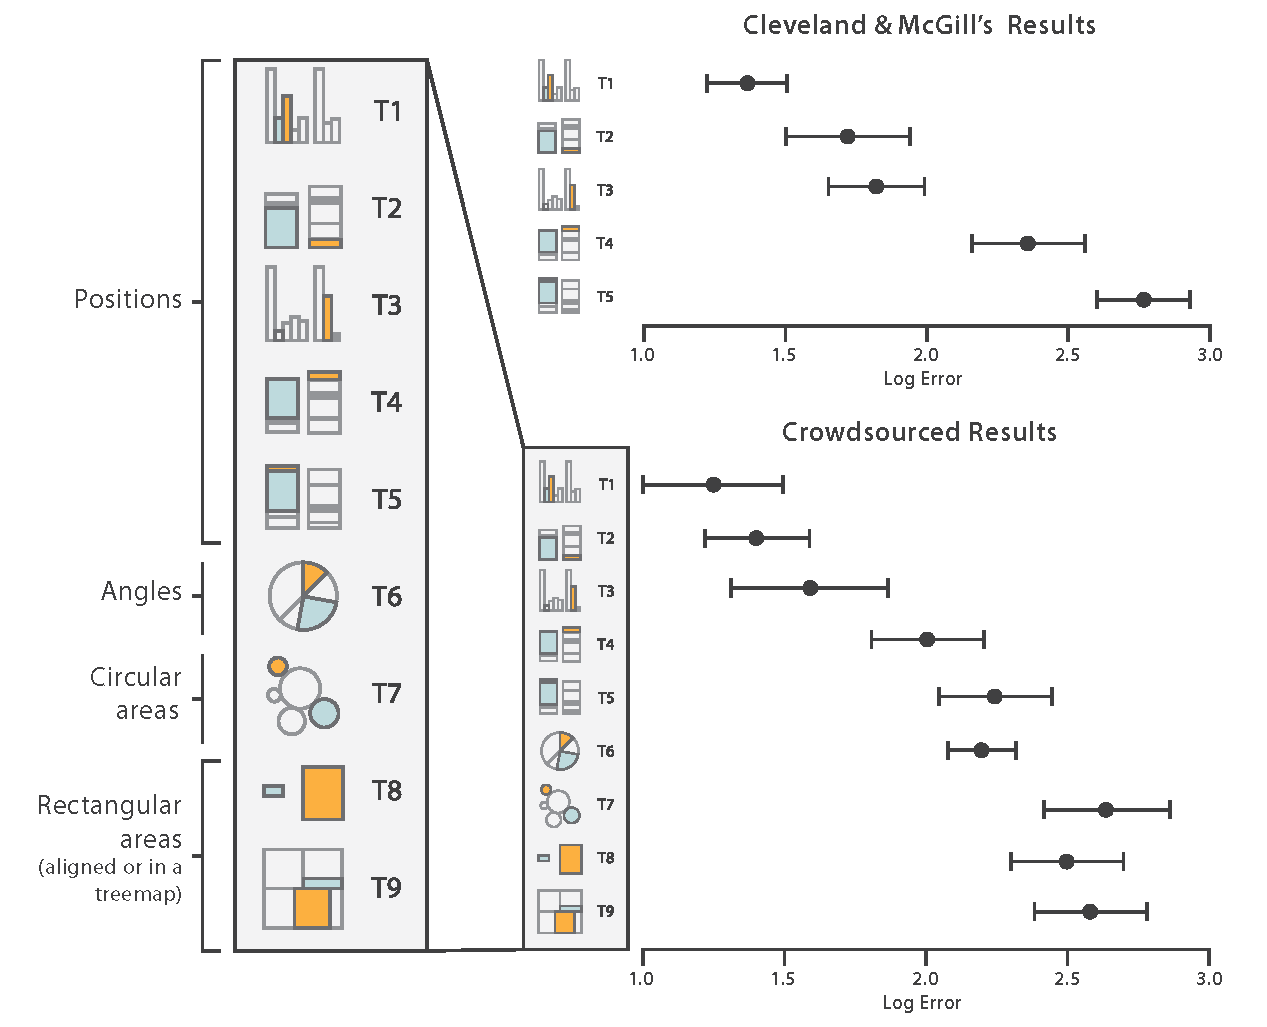 Cleveland & McGill's Results
T1
T2
T3
T4
T5
1.0 1.5 2.0 2.5 3.0
Log Error
Positions
Angles
Circular
areas
Rectangular
areas
(aligned or in a
treemap)
T1
T2
T3
T4
T5
T6
T7
T8
T9
Crowdsourced Results
T1
T2
T3
T4
T5
T6
T7
T8
T9
1.0 1.5 2.0 2.5 3.0
Log Error